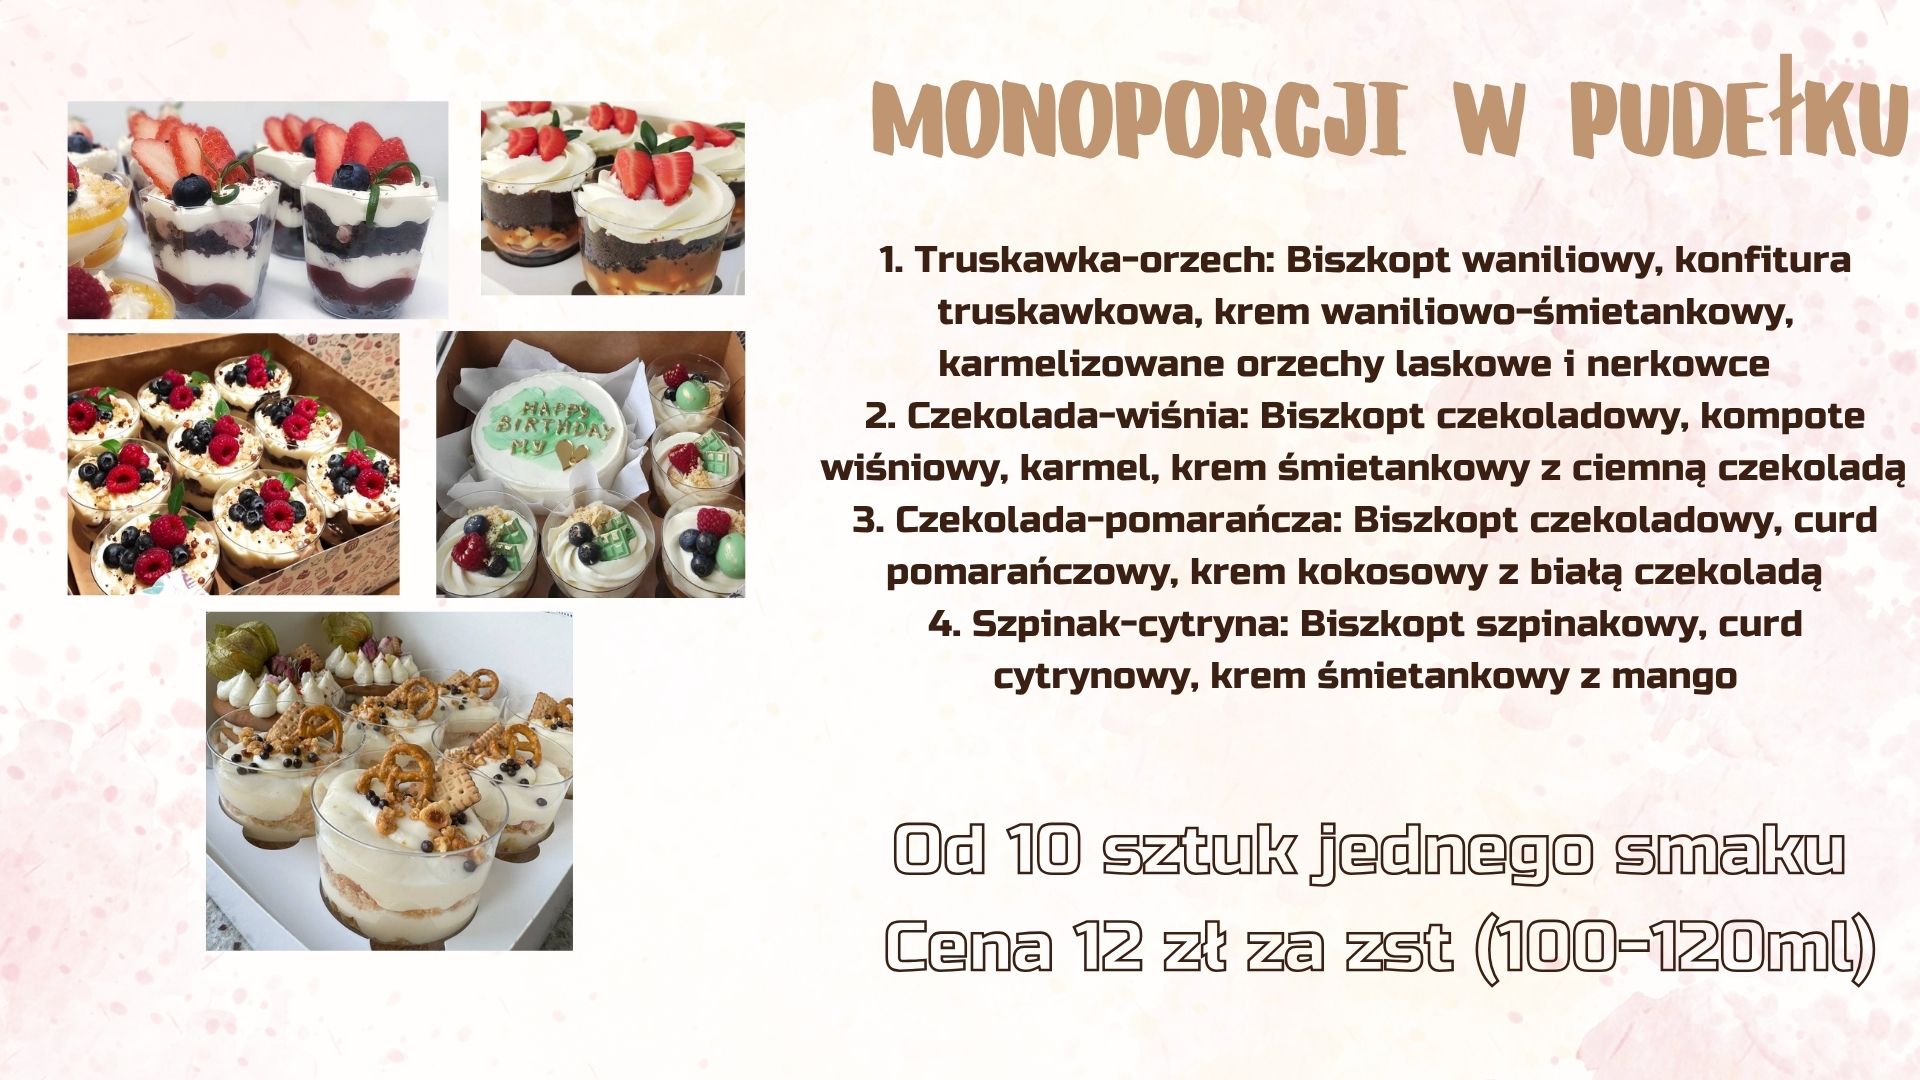 MONOPORCJI W PUDEŁKU
1. Truskawka-orzech: Biszkopt waniliowy, konfitura
truskawkowa, krem waniliowo-śmietankowy,
karmelizowane orzechy laskowe i nerkowce
2. Czekolada-wiśnia: Biszkopt czekoladowy, kompote
wiśniowy, karmel, krem śmietankowy z ciemną czekoladą
3. Czekolada-pomarańcza: Biszkopt czekoladowy, curd
pomarańczowy, krem kokosowy z białą czekoladą
4. Szpinak-cytryna: Biszkopt szpinakowy, curd
cytrynowy, krem śmietankowy z mango
Od 10 sztuk jednego smaku
Cena 12 zł za zst (100-120ml)
HAPPY
BIRTHDAY
MY